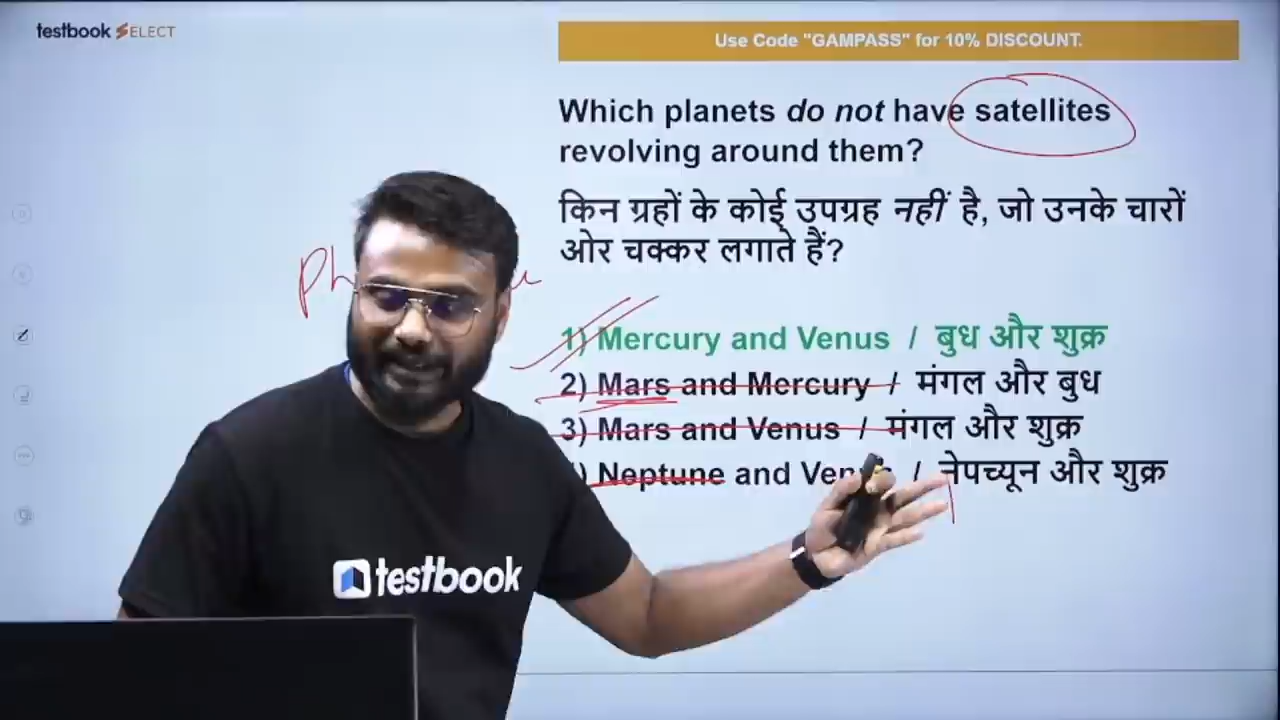 testbook SELECT
Use Code "GAMPASS" for 10% DISCOUNT.
Which planets do not have satellites
revolving around them?
किन ग्रहों के कोई उपग्रह नहीं है, जो उनके चारों
ओर चक्कर लगाते हैं?
Ph
1) Mercury and Venus / बुध और शुक्र
2) Mars and Mercury / मंगल और बुध
3) Mars and Venus / मंगल और शुक्र
) Neptune and Venus / नेपच्यून और शुक्र
testbook